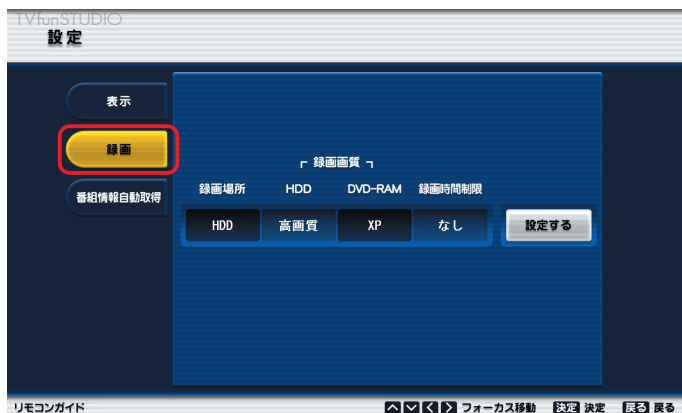 TVfunSTUDIO
設定
表示
録画
番組情報自動取得
┌ 録画画質 ┐
録画場所 HDD DVD-RAM 録画時間制限
HDD 高画質 XP なし 設定する
リモコンガイド フォーカス移動 決定 決定 戻る 戻る